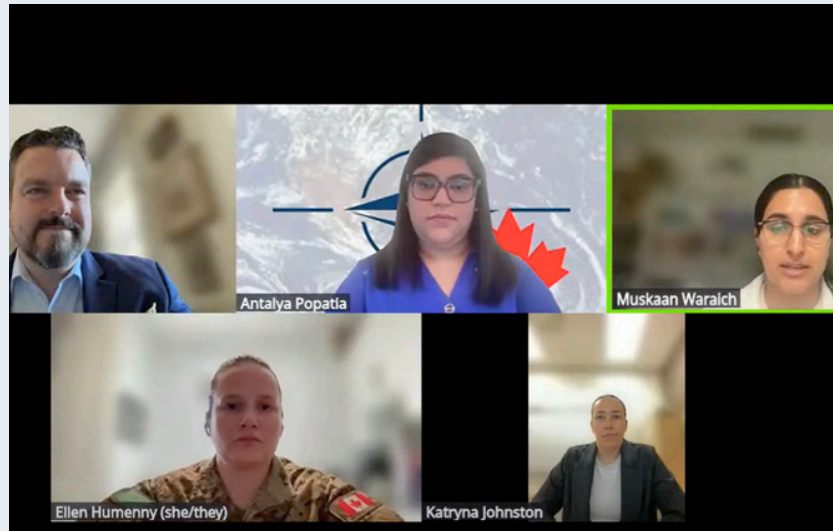 Antalya Popatia
Muskaan Waraich
Ellen Humenny (she/they)
Katryna Johnston